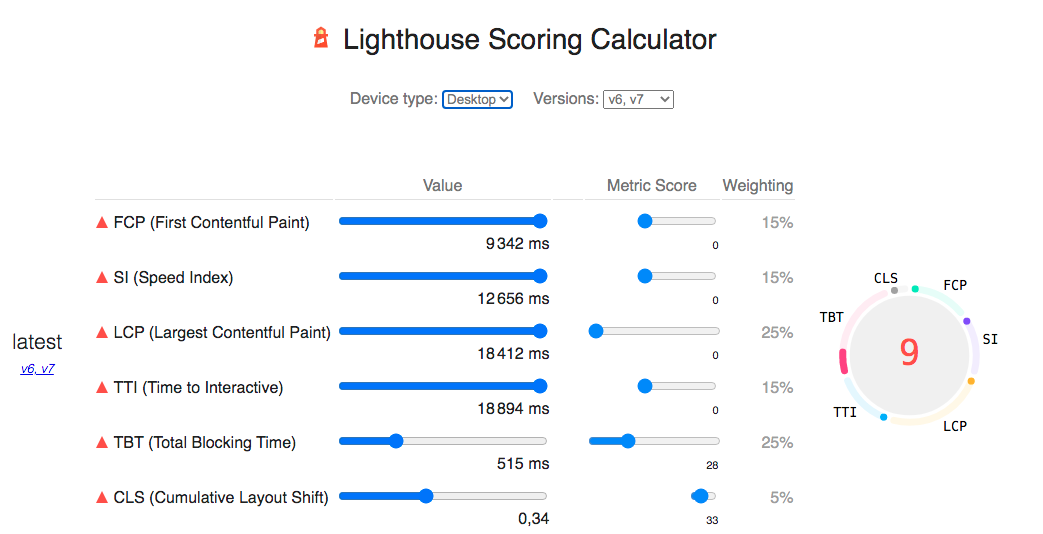 Lighthouse Scoring Calculator
Device type: Desktop Versions: v6, v7
Value Metric Score Weighting
FCP (First Contentful Paint) 15%
9 342 ms 0
SI (Speed Index) 15%
12 656 ms 0
latest
v6, v7
LCP (Largest Contentful Paint) 25%
18 412 ms 0
TTI (Time to Interactive) 15%
18 894 ms 0
TBT (Total Blocking Time) 25%
515 ms 28
CLS (Cumulative Layout Shift) 5%
0,34 33
CLS
FCP
TBT
SI
9
TTI
LCP